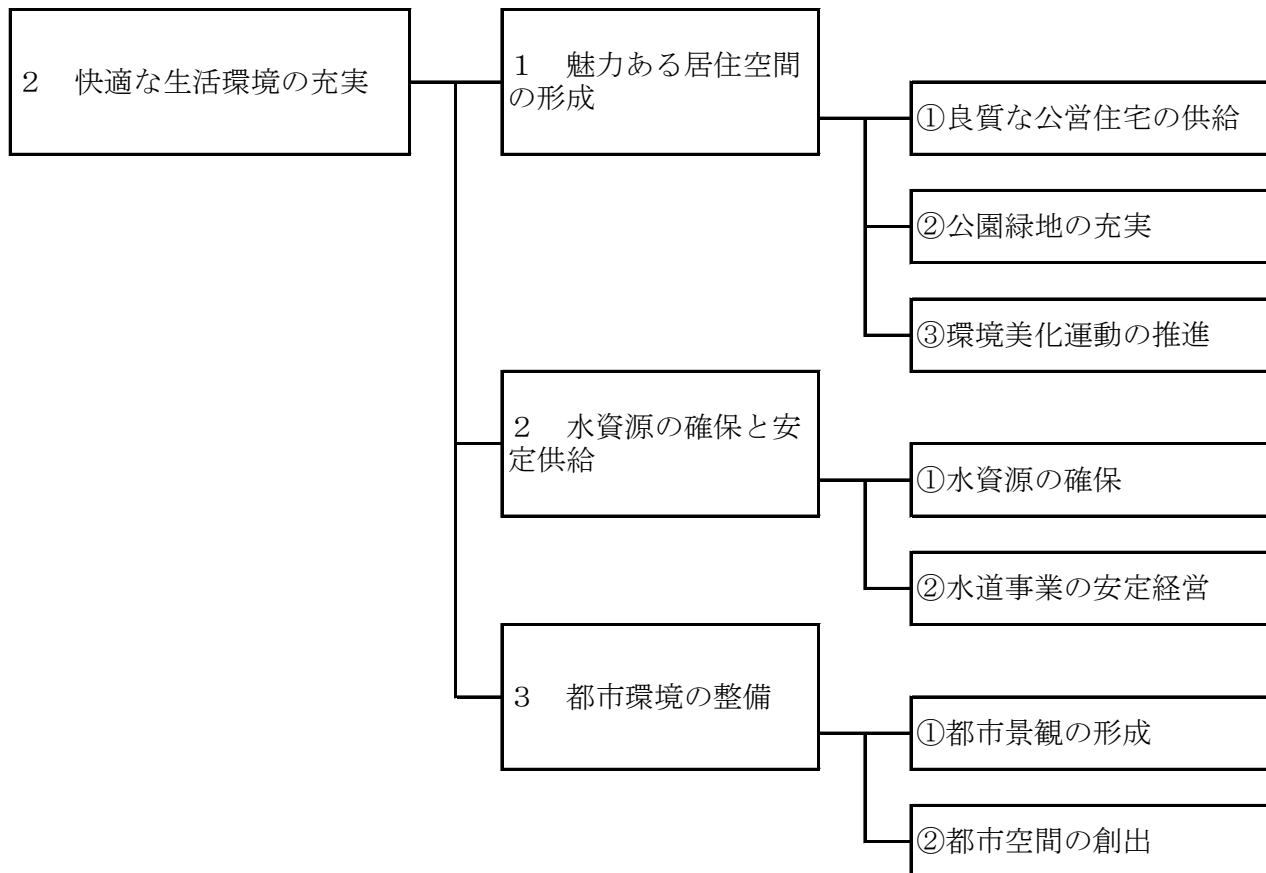 ２　快適な生活環境の充実
１　魅力ある居住空間
の形成
①良質な公営住宅の供給
②公園緑地の充実
③環境美化運動の推進
２　水資源の確保と安
定供給
①水資源の確保
②水道事業の安定経営
３　都市環境の整備
①都市景観の形成
②都市空間の創出